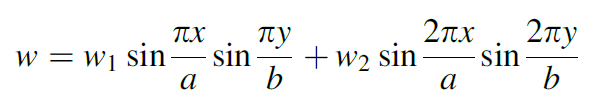 w = w₁ sin πx/a sin πy/b + w₂ sin 2πx/a sin 2πy/b